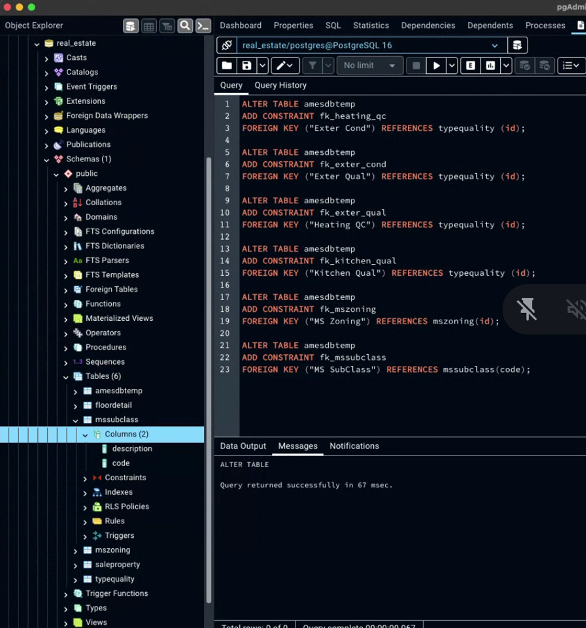 pgAdmi
Object Explorer
Dashboard Properties SQL Statistics Dependencies Dependents Processes
real_estate/postgres@PostgreSQL 16
No limit
Query Query History
real_estate
Casts
Catalogs
Event Triggers
Extensions
Foreign Data Wrappers
Languages
Publications
Schemas (1)
public
Aggregates
Collations
Domains
FTS Configurations
FTS Dictionaries
Aa FTS Parsers
FTS Templates
Foreign Tables
Functions
Materialized Views
Operators
Procedures
1..3 Sequences
Tables (6)
amesdbtemp
floordetail
mssubclass
Columns (2)
description
code
Constraints
Indexes
RLS Policies
Rules
Triggers
mszoning
saleproperty
typequality
Trigger Functions
Types
Views
1 ALTER TABLE amesdbtemp
2 ADD CONSTRAINT fk_heating_qc
3 FOREIGN KEY ("Exter Cond") REFERENCES typequality (id);
4
5 ALTER TABLE amesdbtemp
6 ADD CONSTRAINT fk_exter_cond
7 FOREIGN KEY ("Exter Qual") REFERENCES typequality (id);
8
9 ALTER TABLE amesdbtemp
10 ADD CONSTRAINT fk_exter_qual
11 FOREIGN KEY ("Heating QC") REFERENCES typequality (id);
12
13 ALTER TABLE amesdbtemp
14 ADD CONSTRAINT fk_kitchen_qual
15 FOREIGN KEY ("Kitchen Qual") REFERENCES typequality (id);
16
17 ALTER TABLE amesdbtemp
18 ADD CONSTRAINT fk_mszoning
19 FOREIGN KEY ("MS Zoning") REFERENCES mszoning(id);
20
21 ALTER TABLE amesdbtemp
22 ADD CONSTRAINT fk_mssubclass
23 FOREIGN KEY ("MS SubClass") REFERENCES mssubclass(code);
Data Output Messages Notifications
ALTER TABLE
Query returned successfully in 67 msec.
Total rows: 0 of 0 Query complete 00:00:00.067